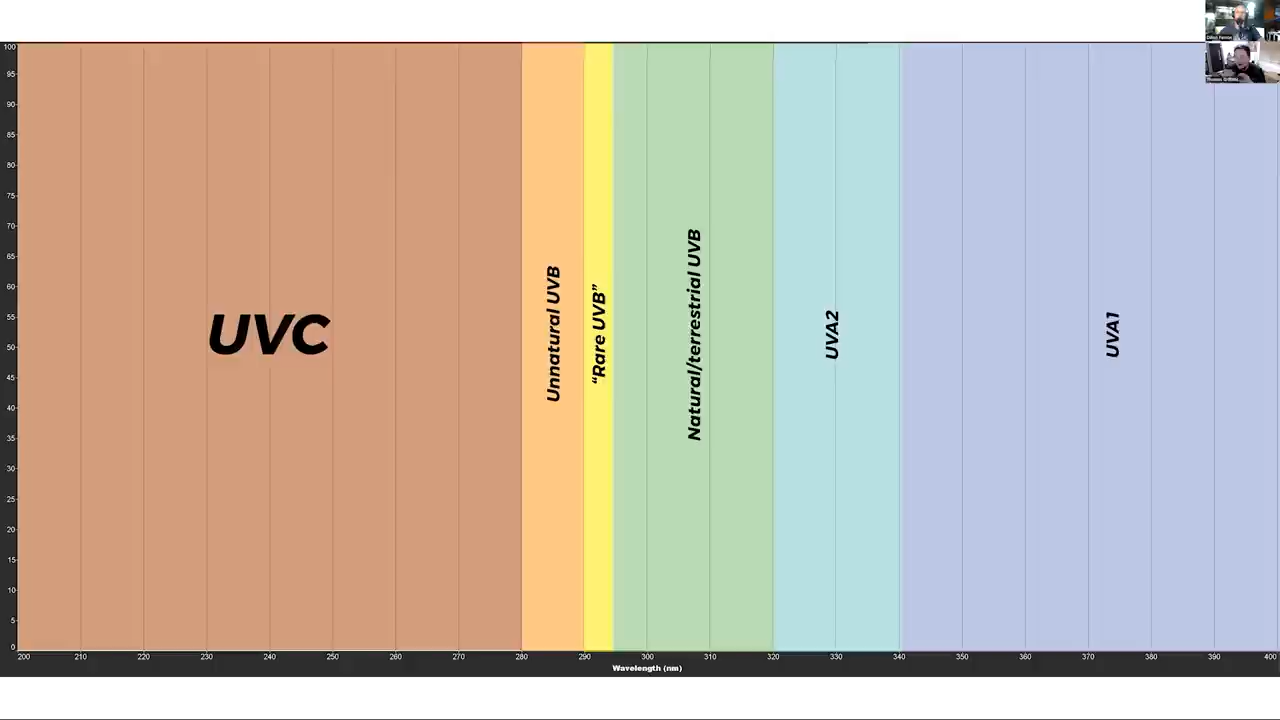 100
95
90
85
80
75
70
65
60
55
50
45
40
35
30
25
20
15
10
5
0
UVC
Unnatural UVB
“Rare UVB”
Natural/terrestrial UVB
UVA2
UVA1
200 210 220 230 240 250 260 270 280 290 300 310 320 330 340 350 360 370 380 390 400
Wavelength (nm)